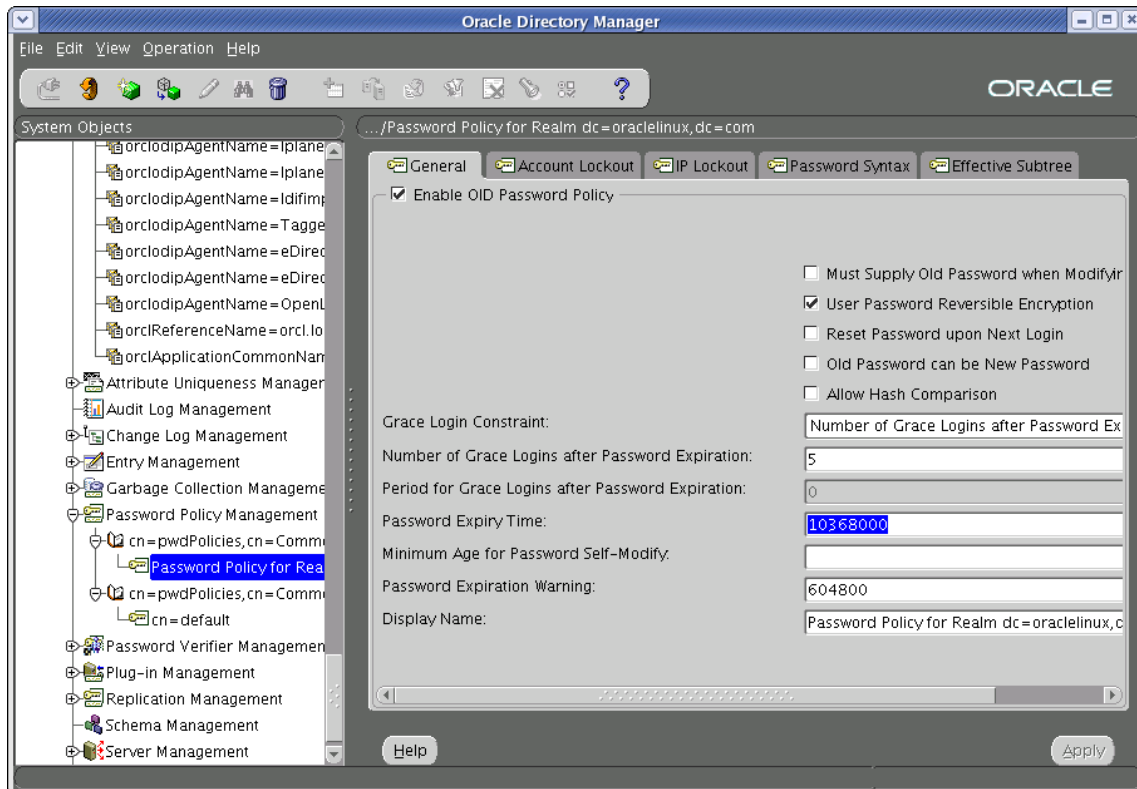 Oracle Directory Manager
File Edit View Operation Help
ORACLE
System Objects
.../Password Policy for Realm dc=oraclelinux,dc=com
orclodipAgentName=Iplane
orclodipAgentName=Iplane
orclodipAgentName=ldifimp
orclodipAgentName=Tagge
orclodipAgentName=eDirec
orclodipAgentName=eDirec
orclodipAgentName=OpenL
orclReferenceName=orcl.lo
orclApplicationCommonNam
Attribute Uniqueness Manager
Audit Log Management
Change Log Management
Entry Management
Garbage Collection Manageme
Password Policy Management
cn=pwdPolicies,cn=Commo
Password Policy for Rea
cn=pwdPolicies,cn=Commo
cn=default
Password Verifier Managemen
Plug-in Management
Replication Management
Schema Management
Server Management
General Account Lockout IP Lockout Password Syntax Effective Subtree
Enable OID Password Policy
Must Supply Old Password when Modifyin
User Password Reversible Encryption
Reset Password upon Next Login
Old Password can be New Password
Allow Hash Comparison
Grace Login Constraint: Number of Grace Logins after Password Ex
Number of Grace Logins after Password Expiration: 5
Period for Grace Logins after Password Expiration: 0
Password Expiry Time: 10368000
Minimum Age for Password Self-Modify:
Password Expiration Warning: 604800
Display Name: Password Policy for Realm dc=oraclelinux,c
Help Apply